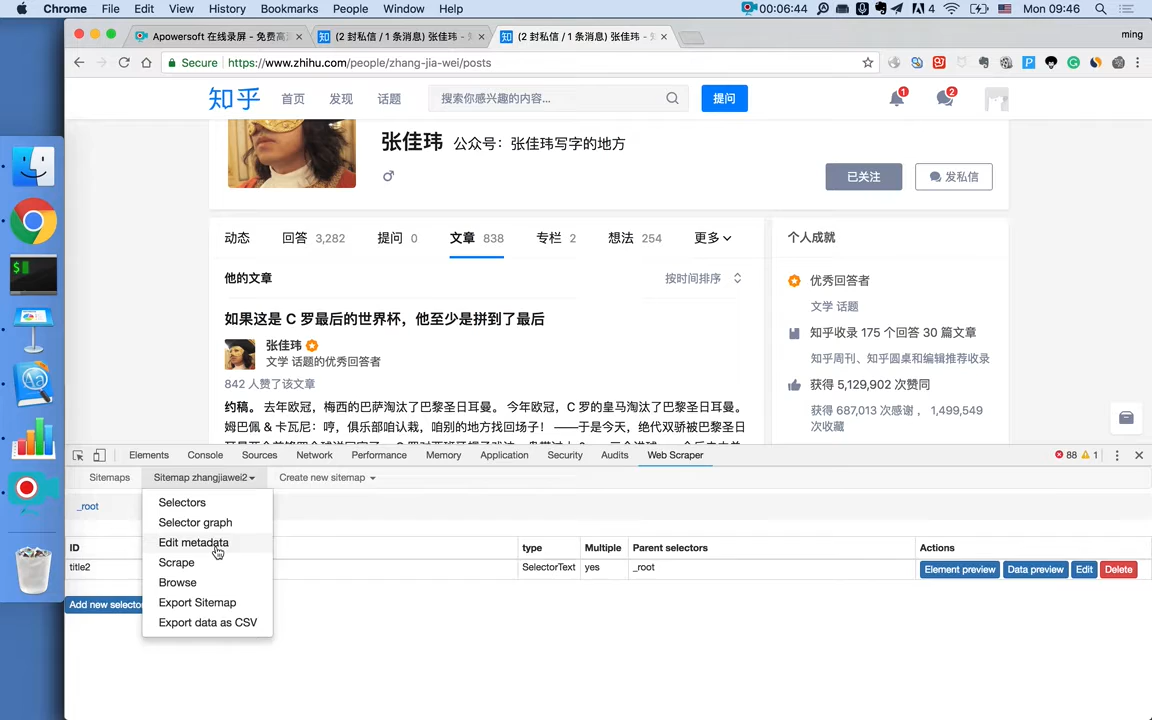 Chrome File Edit View History Bookmarks People Window Help 00:06:44 4 Mon 09:46
Apowersoft 在线录屏 - 免费高 × (2 封私信 / 1 条消息) 张佳玮 - 知 × (2 封私信 / 1 条消息) 张佳玮 - 知 × ming
Secure https://www.zhihu.com/people/zhang-jia-wei/posts
知乎 首页 发现 话题 搜索你感兴趣的内容... 提问 1 2
张佳玮 公众号：张佳玮写字的地方
已关注 发私信
动态 回答 3,282 提问 0 文章 838 专栏 2 想法 254 更多
个人成就
他的文章 按时间排序
优秀回答者
文学 话题
如果这是 C 罗最后的世界杯，他至少是拼到了最后
知乎收录 175 个回答 30 篇文章
张佳玮
文学 话题的优秀回答者
知乎周刊、知乎圆桌和编辑推荐收录
842 人赞了该文章
获得 5,129,902 次赞同
约稿。 去年欧冠，梅西的巴萨淘汰了巴黎圣日耳曼。 今年欧冠，C 罗的皇马淘汰了巴黎圣日耳曼。
获得 687,013 次感谢 ，1,499,549
次收藏
姆巴佩 & 卡瓦尼：哼，俱乐部咱认栽，咱别的地方找回场子！ ——于是今天，绝代双骄被巴黎圣日
Elements Console Sources Network Performance Memory Application Security Audits Web Scraper 88 1
Sitemaps Sitemap zhangjiawei2 Create new sitemap
_root
Selectors
Selector graph
Edit metadata
Scrape
Browse
Export Sitemap
Export data as CSV
ID type Multiple Parent selectors Actions
title2 SelectorText yes _root Element preview Data preview Edit Delete
Add new selector